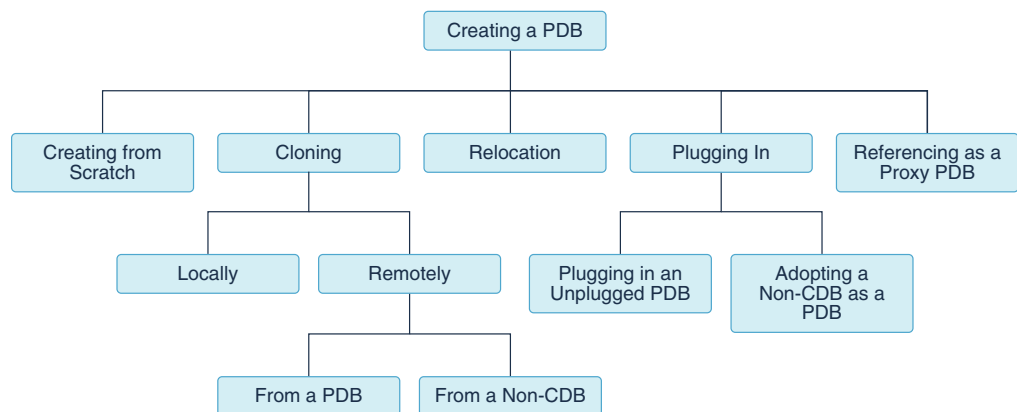 Creating a PDB
Creating from
Scratch
Cloning
Relocation
Plugging In
Referencing as a
Proxy PDB
Locally
Remotely
Plugging in an
Unplugged PDB
Adopting a
Non-CDB as a
PDB
From a PDB
From a Non-CDB